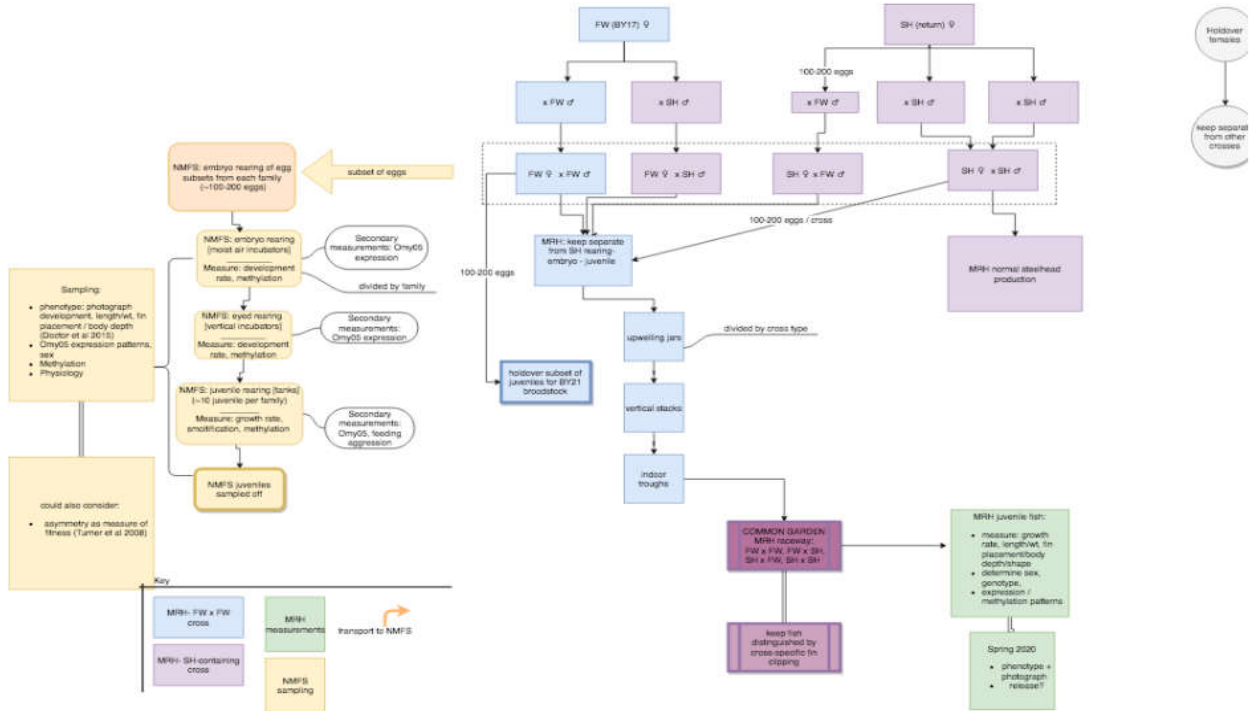 FW (BY17) ♀
SH (return) ♀
Holdover
females
100-200 eggs
x FW ♂
x SH ♂
x FW ♂
x SH ♂
x SH ♂
keep separate
from other
crosses
NMFS: embryo rearing of egg
subsets from each family
(~100-200 eggs)
subset of eggs
FW ♀ x FW ♂
FW ♀ x SH ♂
SH ♀ x FW ♂
SH ♀ x SH ♂
100-200 eggs / cross
NMFS: embryo rearing
[moist air incubators]
Measure: development
rate, methylation
Secondary
measurements: Omy05
expression
divided by family
100-200 eggs
MRH: keep separate
from SH rearing-
embryo - juvenile
MRH normal steelhead
production
Sampling:
• phenotype: photograph
development, length/wt, fin
placement / body depth
(Doctor et al 2015)
• Omy05 expression patterns,
sex
• Methylation
• Physiology
NMFS: eyed rearing
[vertical incubators]
Measure: development
rate, methylation
Secondary
measurements:
Omy05 expression
upwelling jars
divided by cross type
holdover subset of
juveniles for BY21
broodstock
vertical stacks
NMFS: juvenile rearing [tanks]
(~10 juvenile per family)
Measure: growth rate,
smoltification, methylation
Secondary
measurements:
Omy05, feeding
aggression
NMFS juveniles
sampled off
indoor
troughs
could also consider:
• asymmetry as measure of
fitness (Turner et al 2008)
COMMON GARDEN
MRH raceway:
FW x FW, FW x SH,
SH x FW, SH x SH
MRH juvenile fish:
• measure: growth
rate, length/wt, fin
placement/body
depth/shape
• determine sex,
genotype,
• expression /
methylation patterns
Key
MRH- FW x FW
cross
MRH
measurements
transport to NMFS
MRH- SH-containing
cross
NMFS
sampling
keep fish
distinguished by
cross-specific fin
clipping
Spring 2020
• phenotype +
photograph
• release?